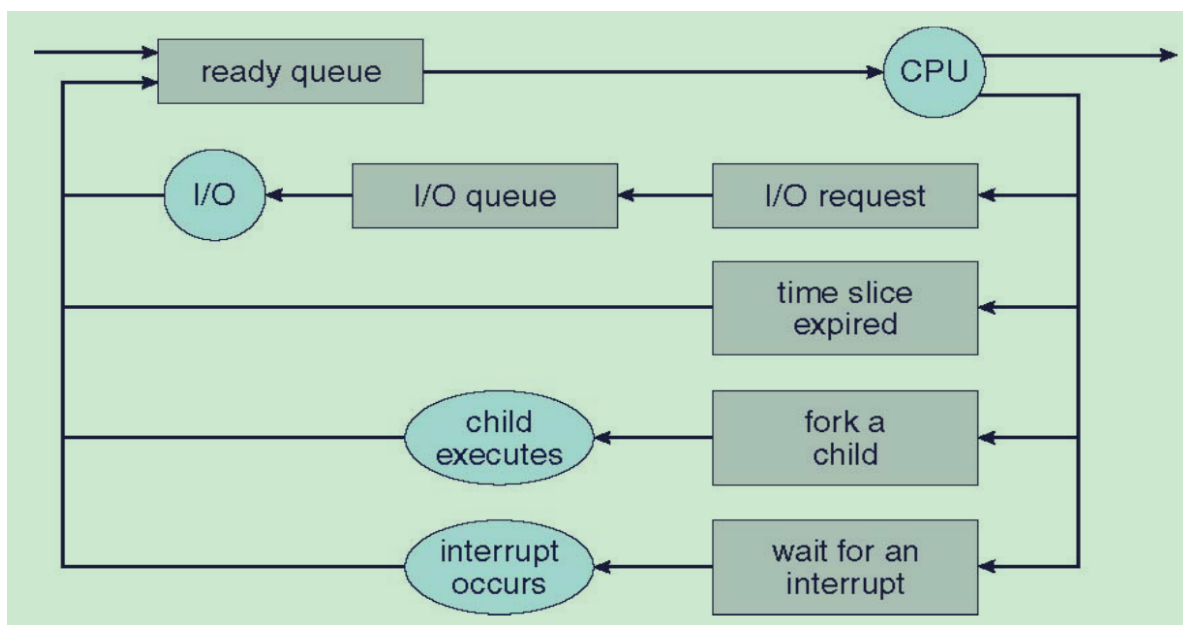 ready queue
CPU
I/O
I/O queue
I/O request
time slice
expired
child
executes
fork a
child
interrupt
occurs
wait for an
interrupt